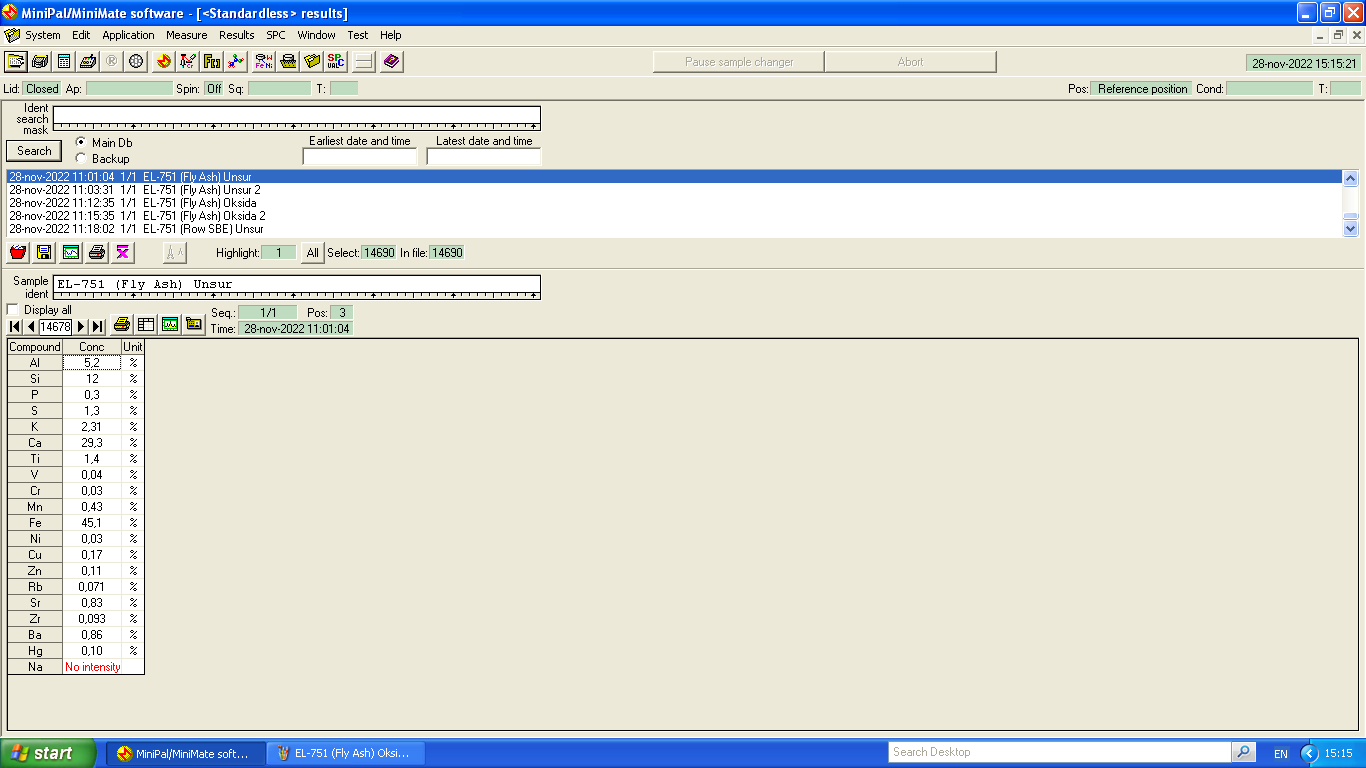 MiniPal/MiniMate software - [<Standardless> results]
System Edit Application Measure Results SPC Window Test Help
Pause sample changer Abort 28-nov-2022 15:15:21
Lid: Closed Ap: Spin: Off Sq: T: Pos: Reference position Cond: T:
Ident search mask
Search Main Db Earliest date and time Latest date and time
Backup
28-nov-2022 11:01:04 1/1 EL-751 (Fly Ash) Unsur
28-nov-2022 11:03:31 1/1 EL-751 (Fly Ash) Unsur 2
28-nov-2022 11:12:35 1/1 EL-751 (Fly Ash) Oksida
28-nov-2022 11:15:35 1/1 EL-751 (Fly Ash) Oksida 2
28-nov-2022 11:18:02 1/1 EL-751 (Row SBE) Unsur
Highlight: 1 All Select: 14690 In file: 14690
Sample ident EL-751 (Fly Ash) Unsur
Display all Seq.: 1/1 Pos: 3
14678 Time: 28-nov-2022 11:01:04
Compound Conc Unit
Al 5,2 %
Si 12 %
P 0,3 %
S 1,3 %
K 2,31 %
Ca 29,3 %
Ti 1,4 %
V 0,04 %
Cr 0,03 %
Mn 0,43 %
Fe 45,1 %
Ni 0,03 %
Cu 0,17 %
Zn 0,11 %
Rb 0,071 %
Sr 0,83 %
Zr 0,093 %
Ba 0,86 %
Hg 0,10 %
Na No intensity
start MiniPal/MiniMate soft... EL-751 (Fly Ash) Oksi... Search Desktop EN 15:15